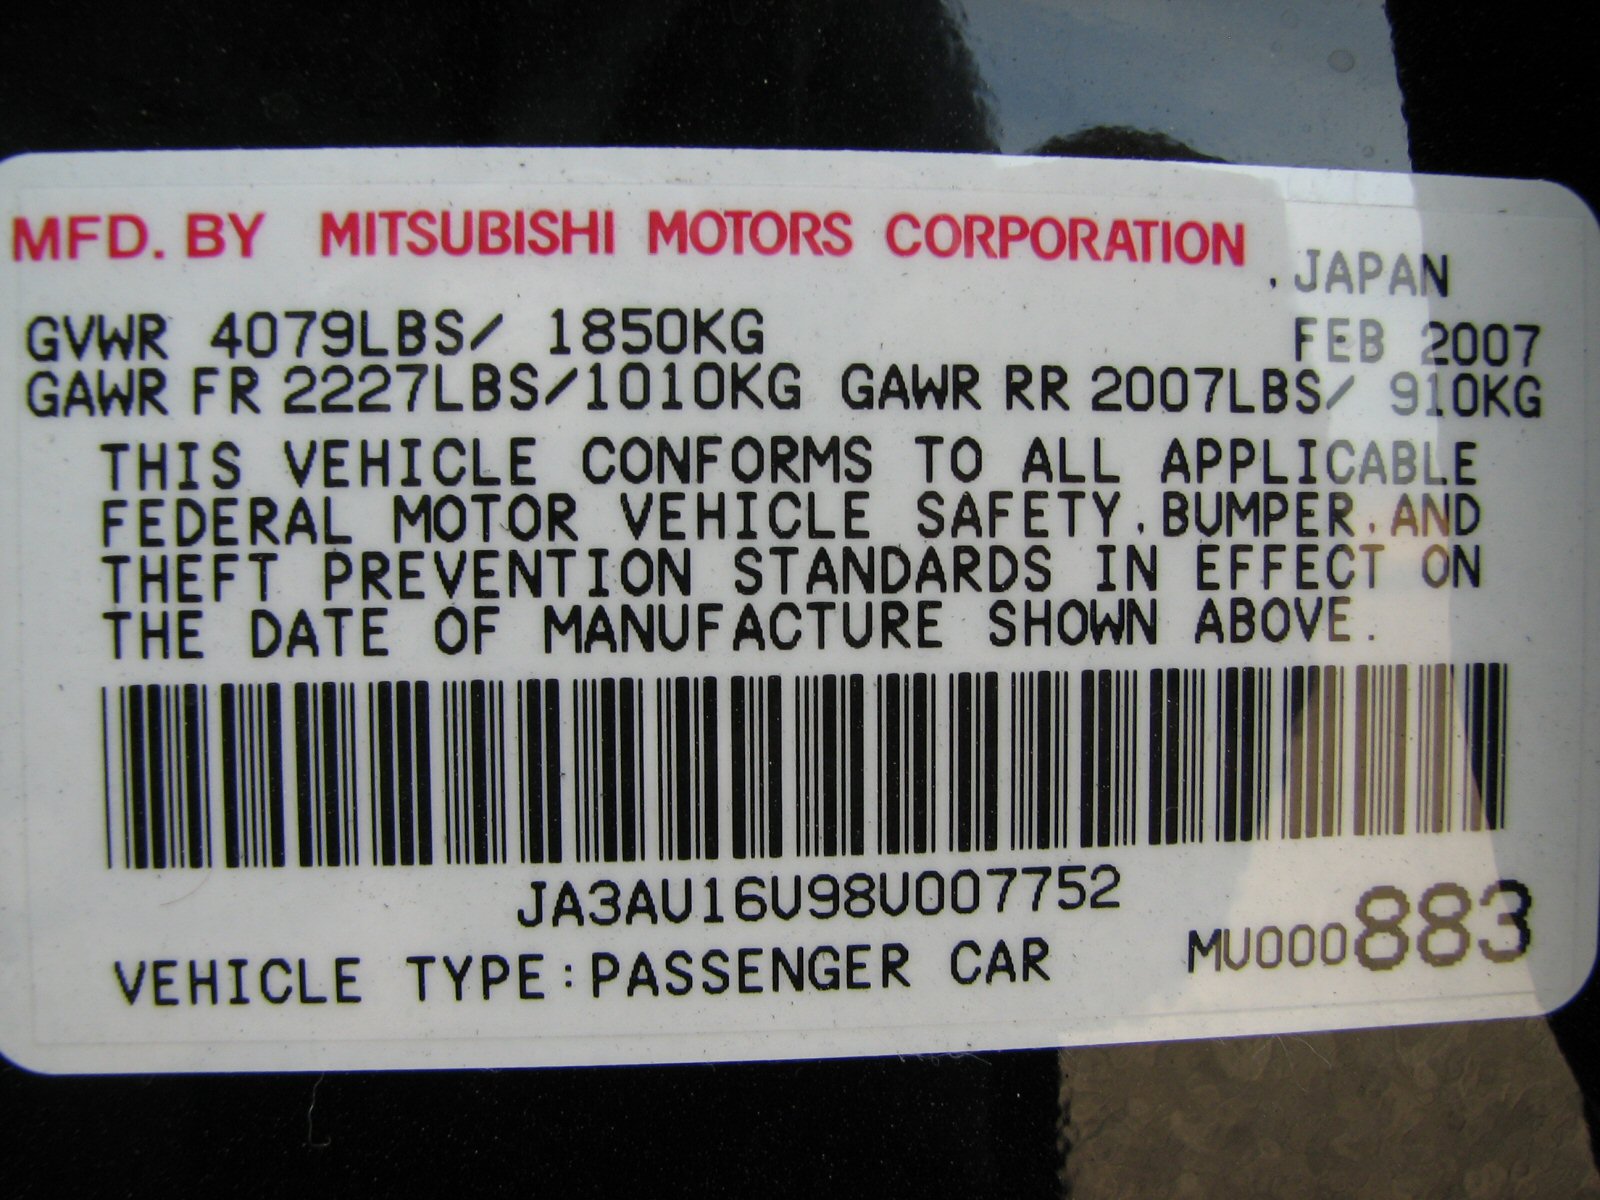 MFD. BY MITSUBISHI MOTORS CORPORATION
, JAPAN
GVWR 4079LBS/ 1850KG FEB 2007
GAWR FR 2227LBS/1010KG GAWR RR 2007LBS/ 910KG
THIS VEHICLE CONFORMS TO ALL APPLICABLE
FEDERAL MOTOR VEHICLE SAFETY, BUMPER, AND
THEFT PREVENTION STANDARDS IN EFFECT ON
THE DATE OF MANUFACTURE SHOWN ABOVE.
JA3AU16U98U007752
VEHICLE TYPE:PASSENGER CAR MU000883